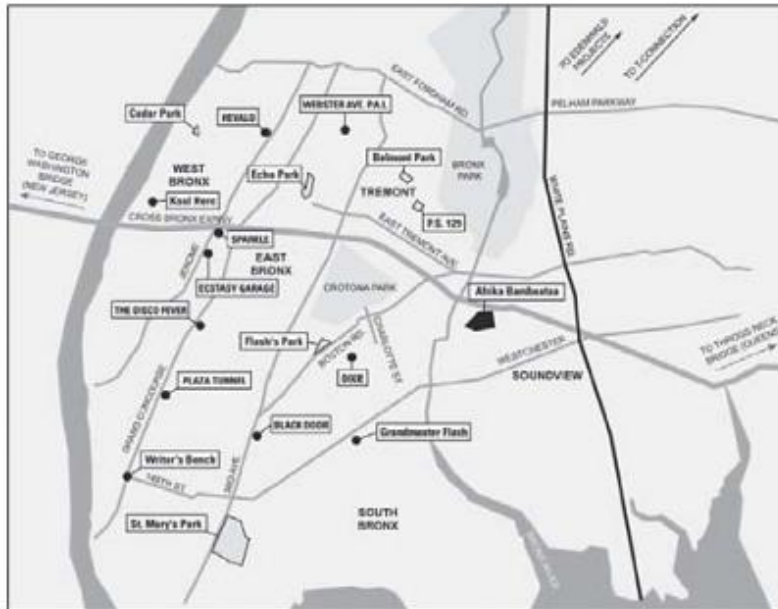 TO EDENWALD
PROJECTS
TO T-CONNECTION
EAST FORDHAM RD.
PELHAM PARKWAY
Cedar Park
HEVALO
WEBSTER AVE. P.A.L.
Belmont Park
BRONX
PARK
TO GEORGE
WASHINGTON
BRIDGE
(NEW JERSEY)
WEST
BRONX
Echo Park
TREMONT
Kool Herc
P.S. 129
WHITE PLAINS RD.
CROSS BRONX EXPWY
EAST TREMONT AVE.
SPARKLE
JEROME
EAST
BRONX
ECSTASY GARAGE
CROTONA PARK
Afrika Bambaataa
THE DISCO FEVER
Flash's Park
BOSTON RD.
CHARLOTTE ST.
DIXIE
WESTCHESTER
TO THROGS NECK
BRIDGE (QUEENS)
SOUNDVIEW
PLAZA TUNNEL
GRAND CONCOURSE
BLACK DOOR
Grandmaster Flash
Writer's Bench
149TH ST.
3RD AVE.
St. Mary's Park
SOUTH
BRONX
BRONX RIVER